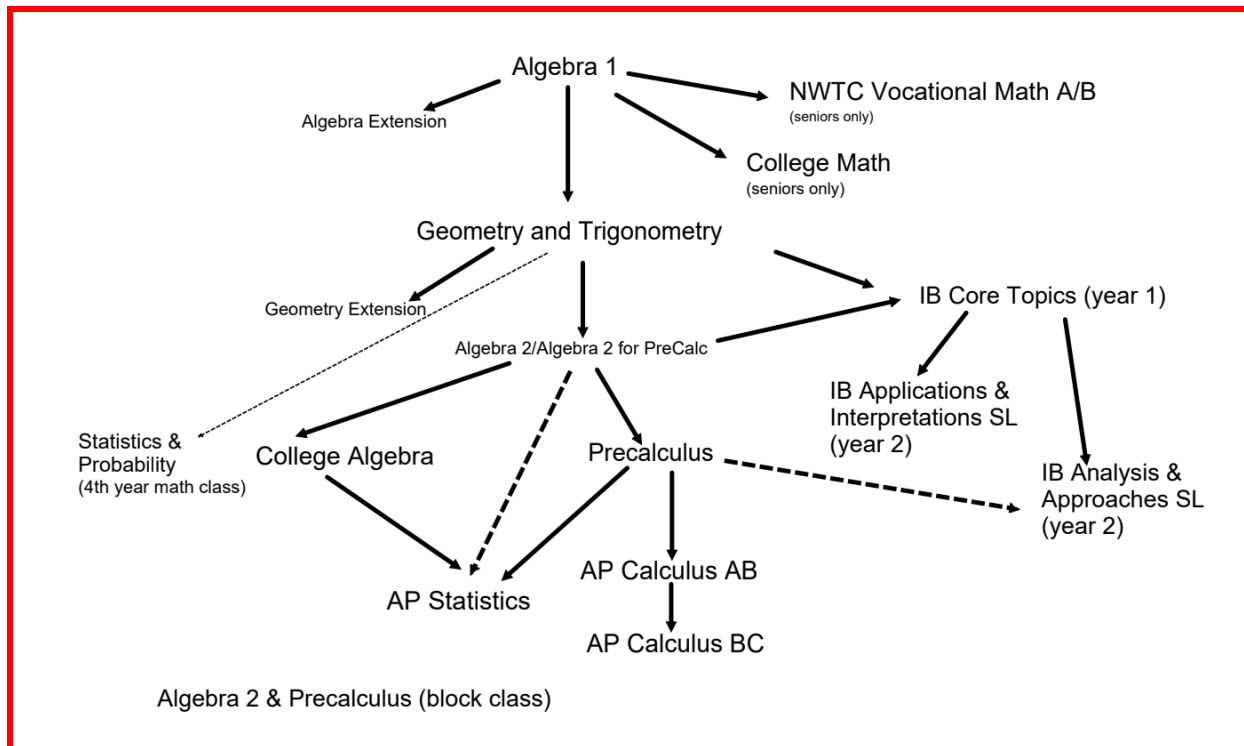 Algebra 1
NWTC Vocational Math A/B
(seniors only)
Algebra Extension
College Math
(seniors only)
Geometry and Trigonometry
IB Core Topics (year 1)
Geometry Extension
Algebra 2/Algebra 2 for PreCalc
IB Applications &
Interpretations SL
(year 2)
Statistics &
Probability
(4th year math class)
College Algebra
Precalculus
IB Analysis &
Approaches SL
(year 2)
AP Calculus AB
AP Statistics
AP Calculus BC
Algebra 2 & Precalculus (block class)